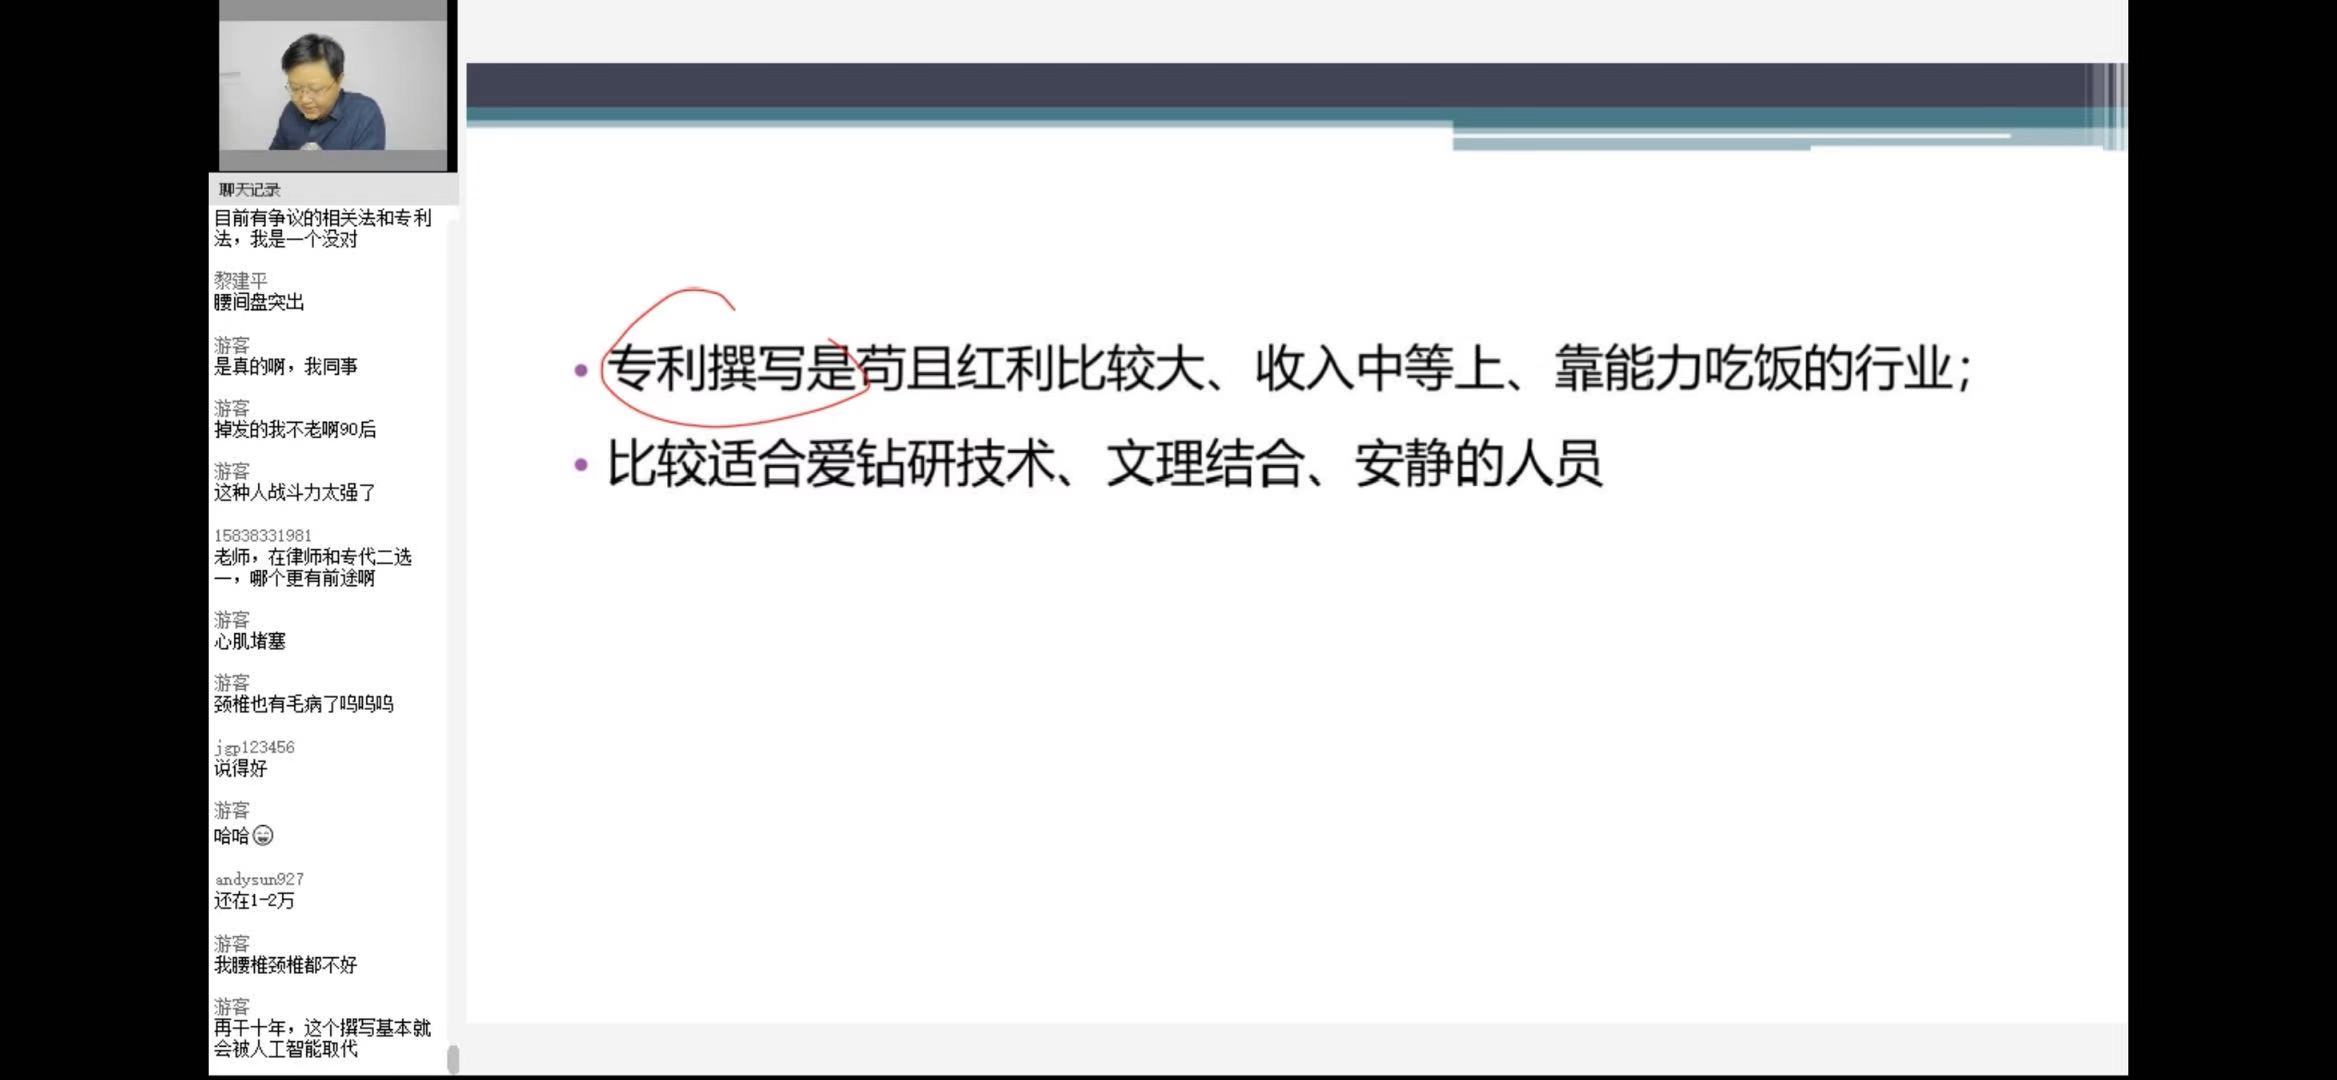 聊天记录
目前有争议的相关法和专利
法，我是一个没对
黎建平
腰间盘突出
游客
是真的啊，我同事
游客
掉发的我不老啊90后
游客
这种人战斗力太强了
15838331981
老师，在律师和专代二选
一，哪个更有前途啊
游客
心肌堵塞
游客
颈椎也有毛病了呜呜呜
jgp123456
说得好
游客
哈哈😄
andysun927
还在1-2万
游客
我腰椎颈椎都不好
游客
再干十年，这个撰写基本就
会被人工智能取代
• 专利撰写是苟且红利比较大、收入中等上、靠能力吃饭的行业；
• 比较适合爱钻研技术、文理结合、安静的人员